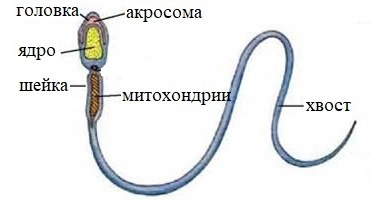 головка
акросома
ядро
шейка
митохондрии
хвост